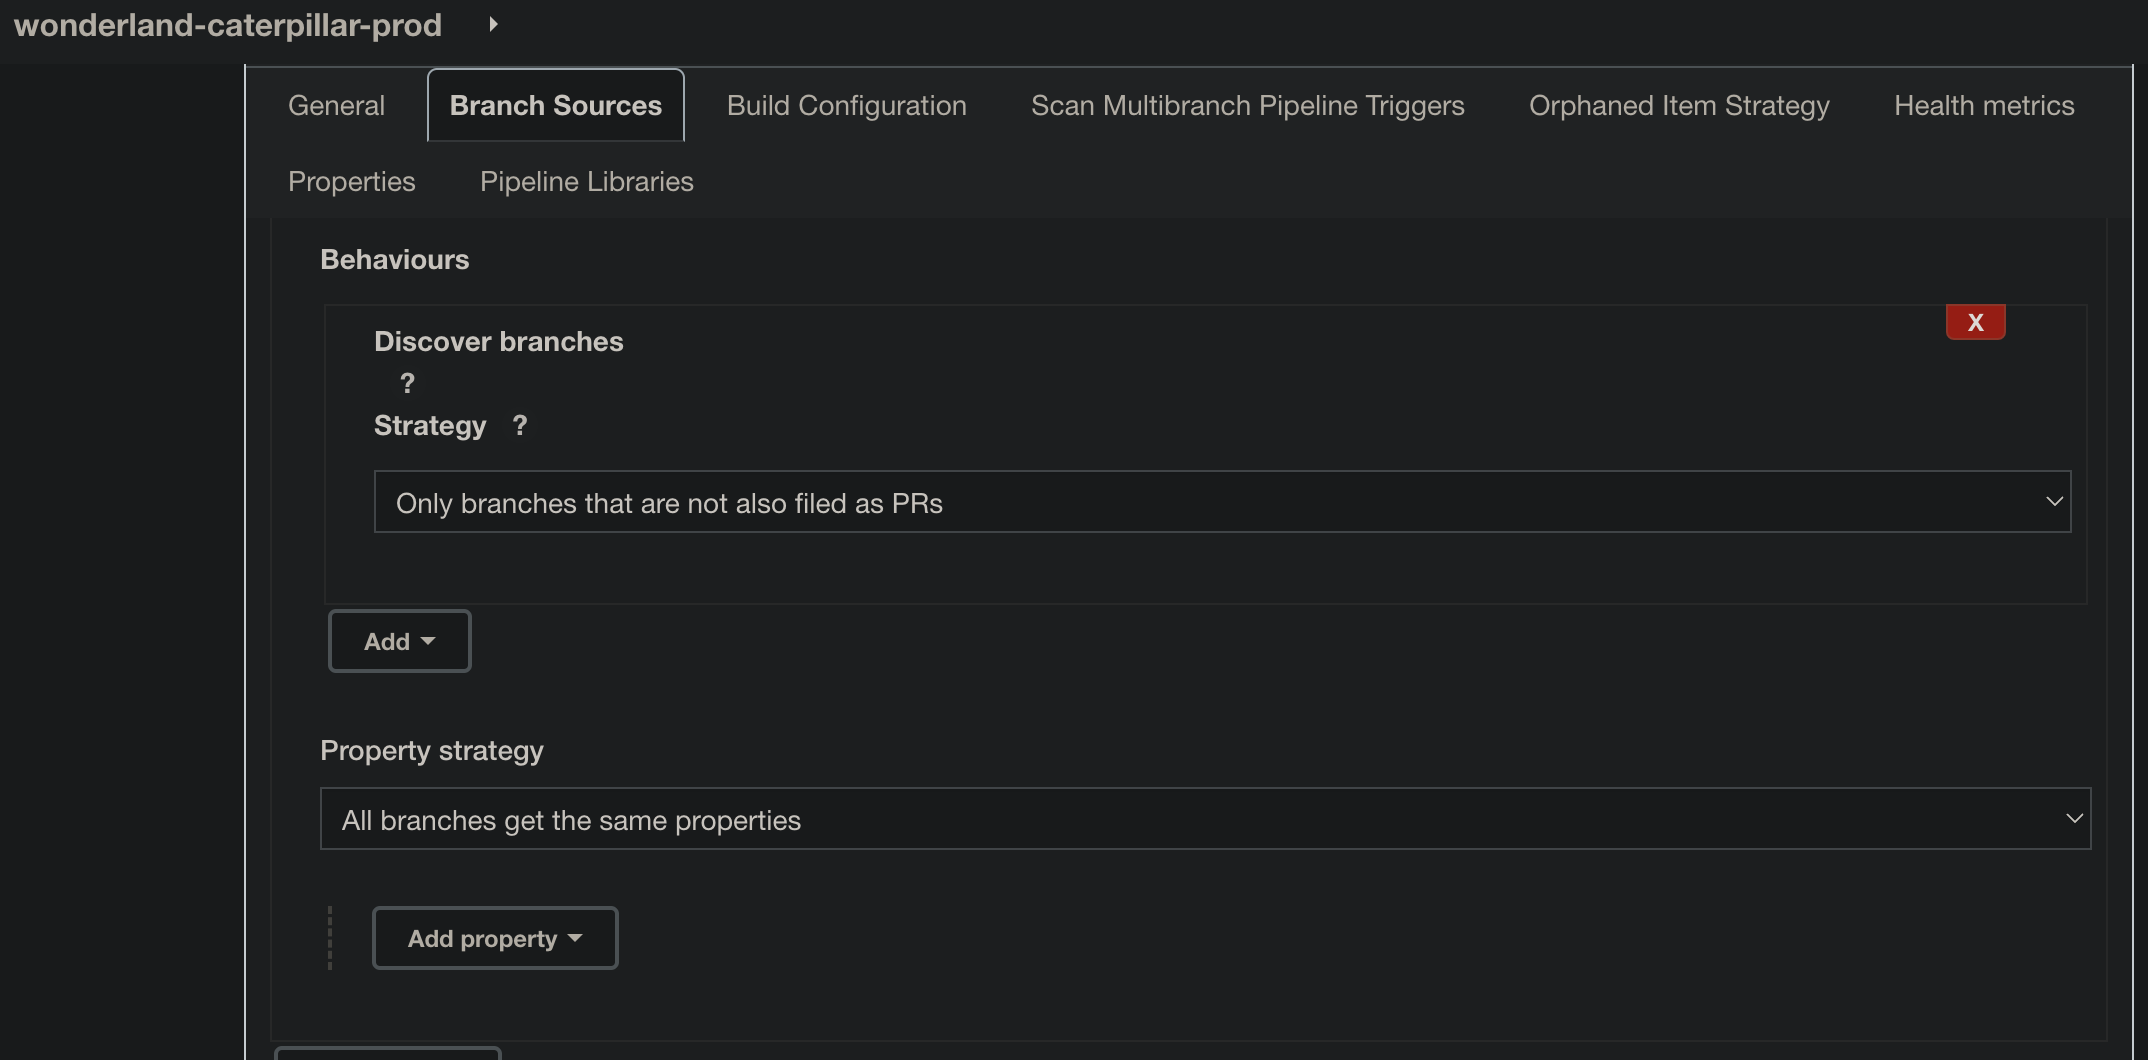 wonderland-caterpillar-prod
General Branch Sources Build Configuration Scan Multibranch Pipeline Triggers Orphaned Item Strategy Health metrics
Properties Pipeline Libraries
Behaviours
X
Discover branches
?
Strategy ?
Only branches that are not also filed as PRs
Add
Property strategy
All branches get the same properties
Add property